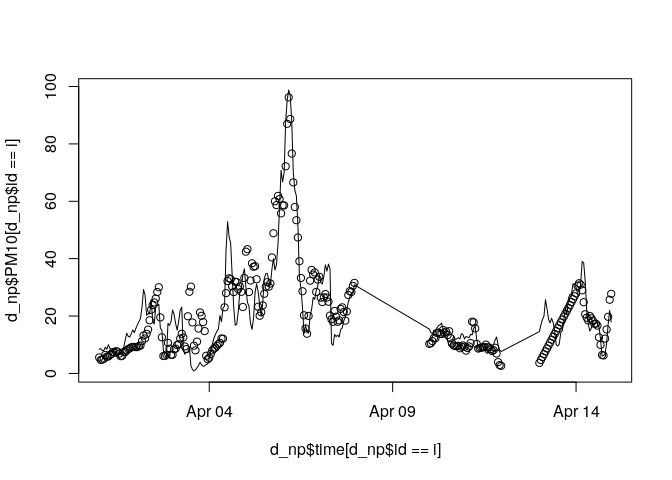 100
80
60
40
20
0
d_np$PM10[d_np$id == i]
Apr 04
Apr 09
Apr 14
d_np$time[d_np$id == i]